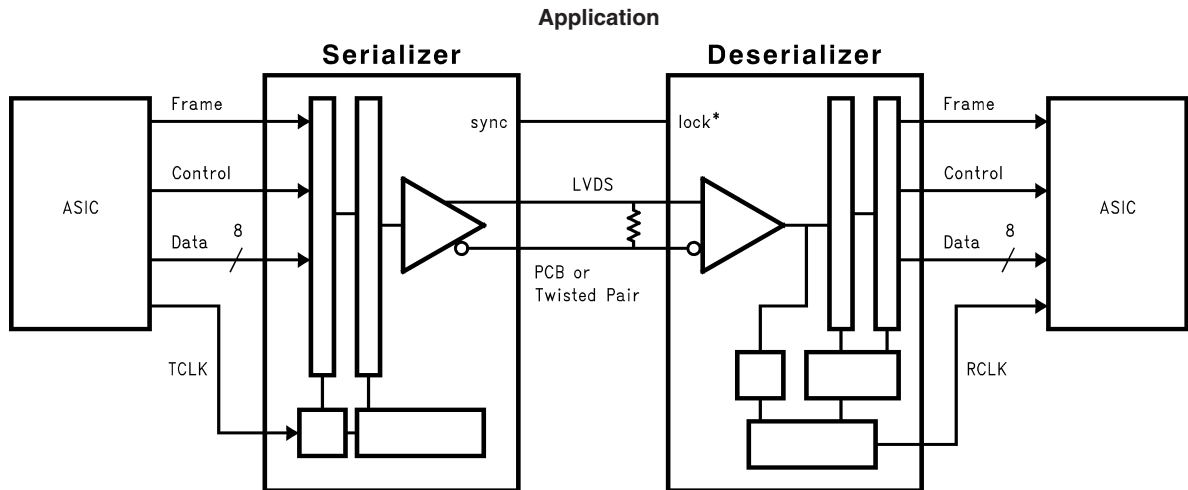 Application
Serializer
Deserializer
Frame
Control
Data
8
TCLK
ASIC
sync
lock*
LVDS
PCB or
Twisted Pair
Frame
Control
Data
8
RCLK
ASIC